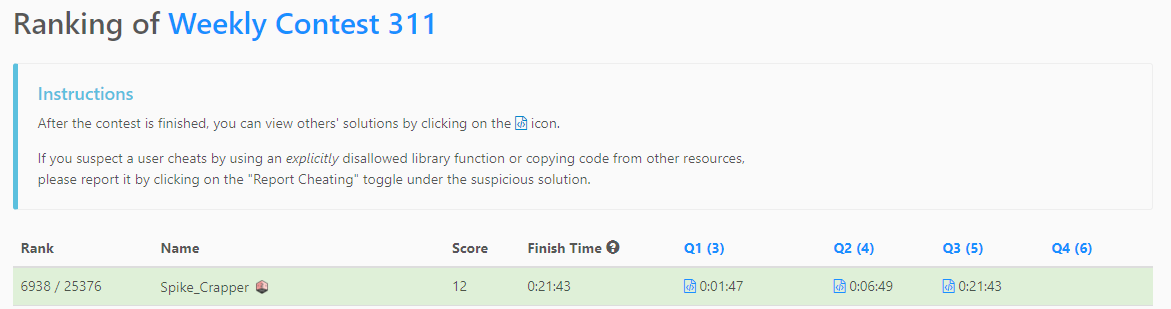 Ranking of Weekly Contest 311
Instructions
After the contest is finished, you can view others' solutions by clicking on the icon.
If you suspect a user cheats by using an explicitly disallowed library function or copying code from other resources,
please report it by clicking on the "Report Cheating" toggle under the suspicious solution.
Rank Name Score Finish Time Q1 (3) Q2 (4) Q3 (5) Q4 (6)
6938 / 25376 Spike_Crapper 12 0:21:43 0:01:47 0:06:49 0:21:43